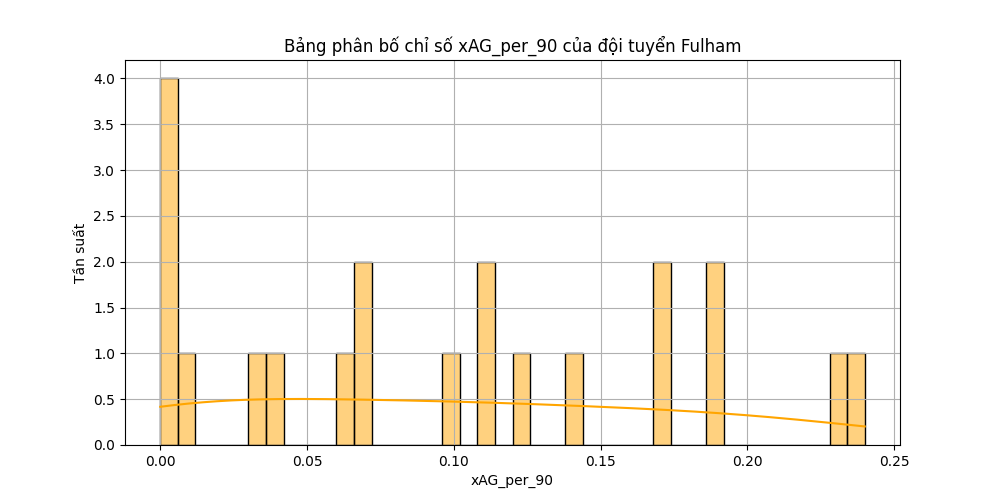 Bảng phân bố chỉ số xAG_per_90 của đội tuyển Fulham
Tần suất
4.0
3.5
3.0
2.5
2.0
1.5
1.0
0.5
0.0
0.00 0.05 0.10 0.15 0.20 0.25
xAG_per_90